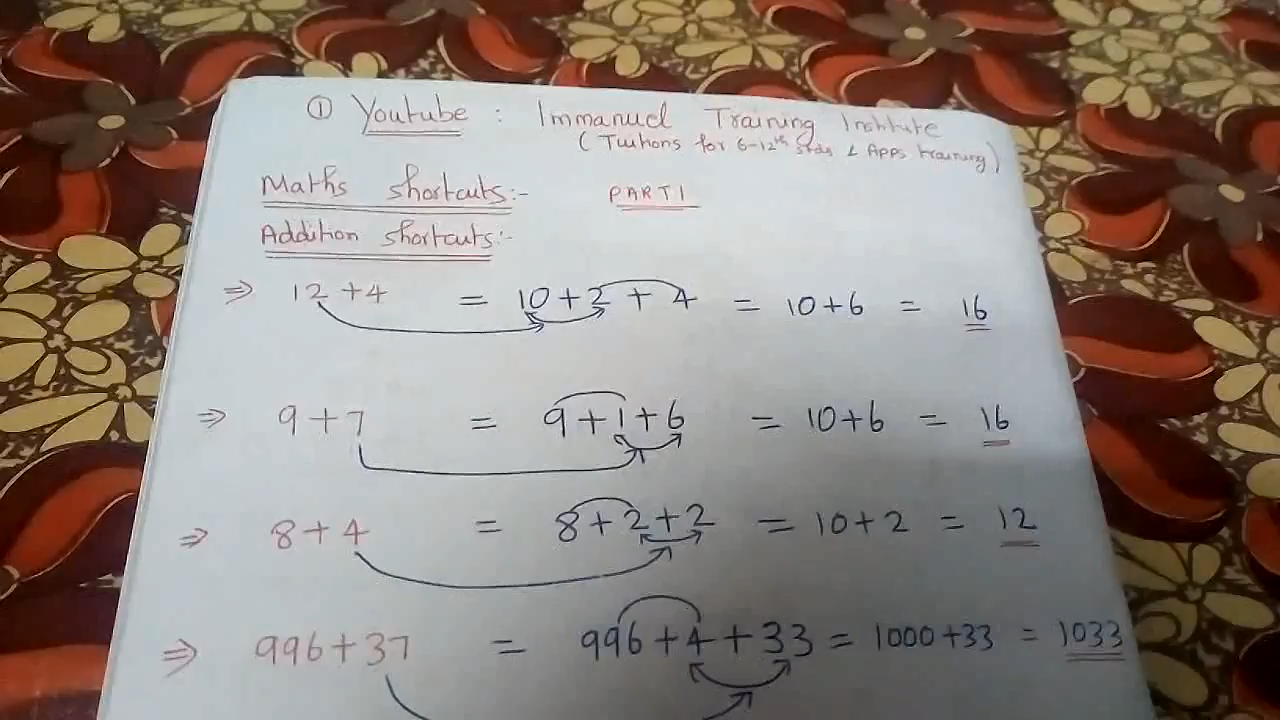 ① Youtube : Immanuel Training Institute
(Tuitions for 6-12th Stds & Apps training)
Maths shortcuts:- PART 1
Addition shortcuts:-
⇒ 12 + 4 = 10 + 2 + 4 = 10 + 6 = 16
⇒ 9 + 7 = 9 + 1 + 6 = 10 + 6 = 16
⇒ 8 + 4 = 8 + 2 + 2 = 10 + 2 = 12
⇒ 996 + 37 = 996 + 4 + 33 = 1000 + 33 = 1033